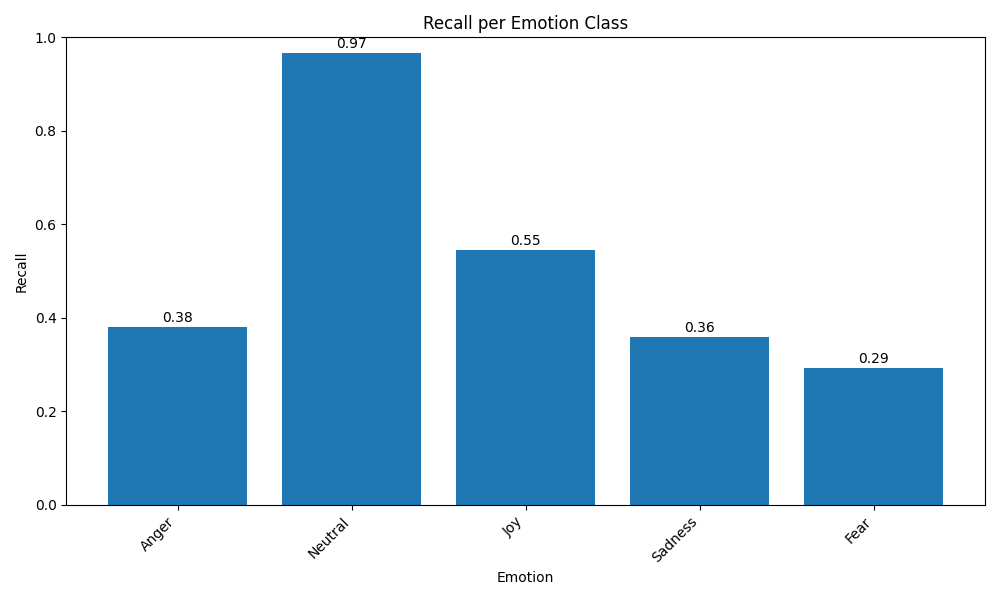 Recall per Emotion Class
1.0
0.8
0.6
0.4
0.2
0.0
Recall
0.38
0.97
0.55
0.36
0.29
Anger
Neutral
Joy
Sadness
Fear
Emotion